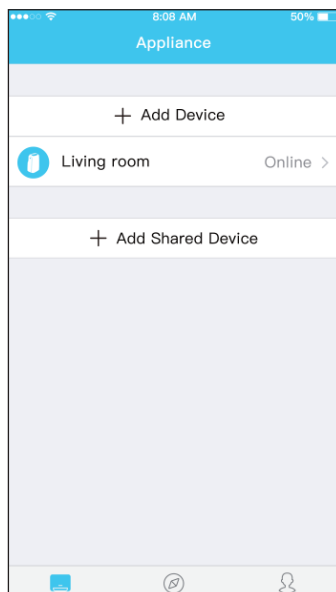 8:08 AM
50%
Appliance
+ Add Device
Living room
Online >
+ Add Shared Device